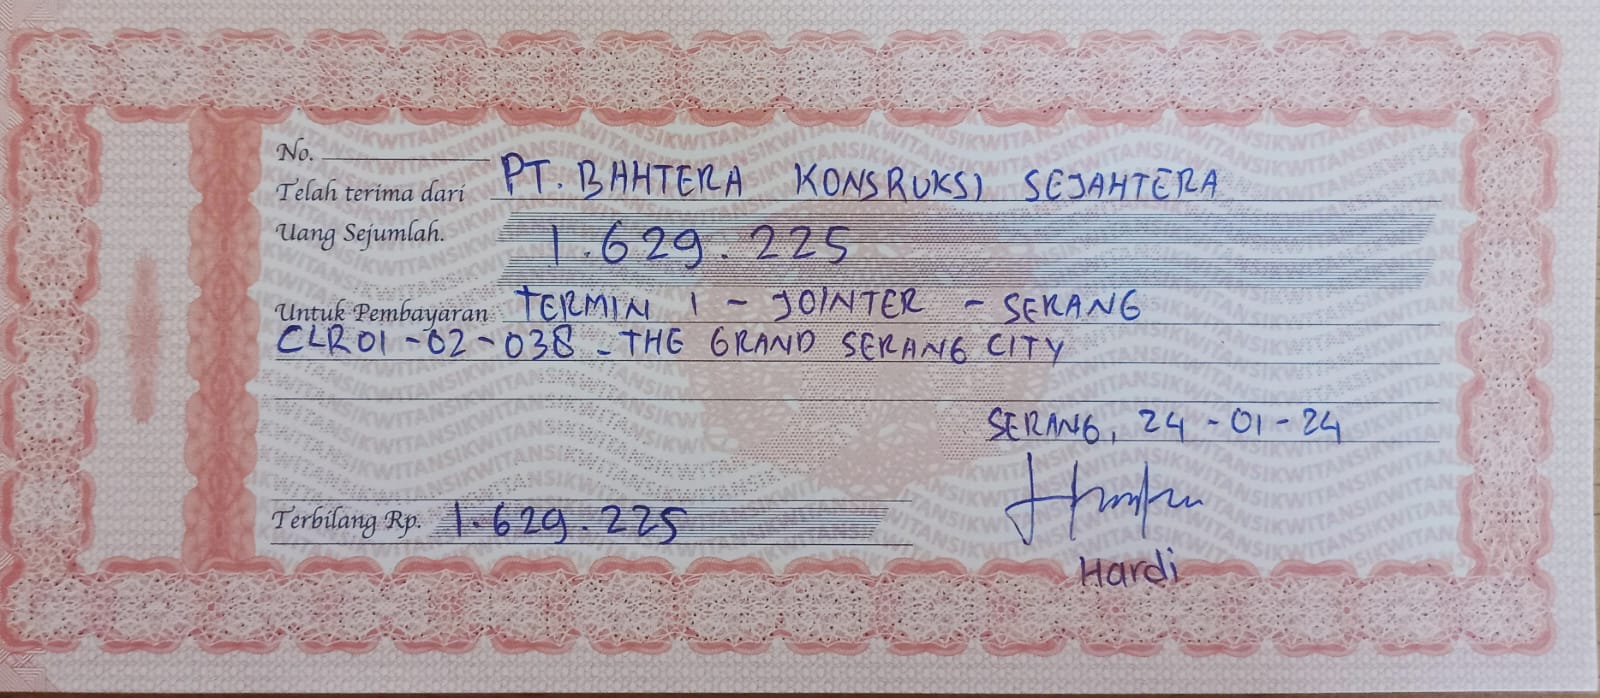 No.
Telah terima dari PT. BAHTERA KONSRUKSI SEJAHTERA
Uang Sejumlah. 1.629.225
Untuk Pembayaran TERMIN 1 - JOINTER - SERANG
CLR01-02-038 - THE GRAND SERANG CITY
SERANG, 24-01-24
Terbilang Rp. 1.629.225
Hardi